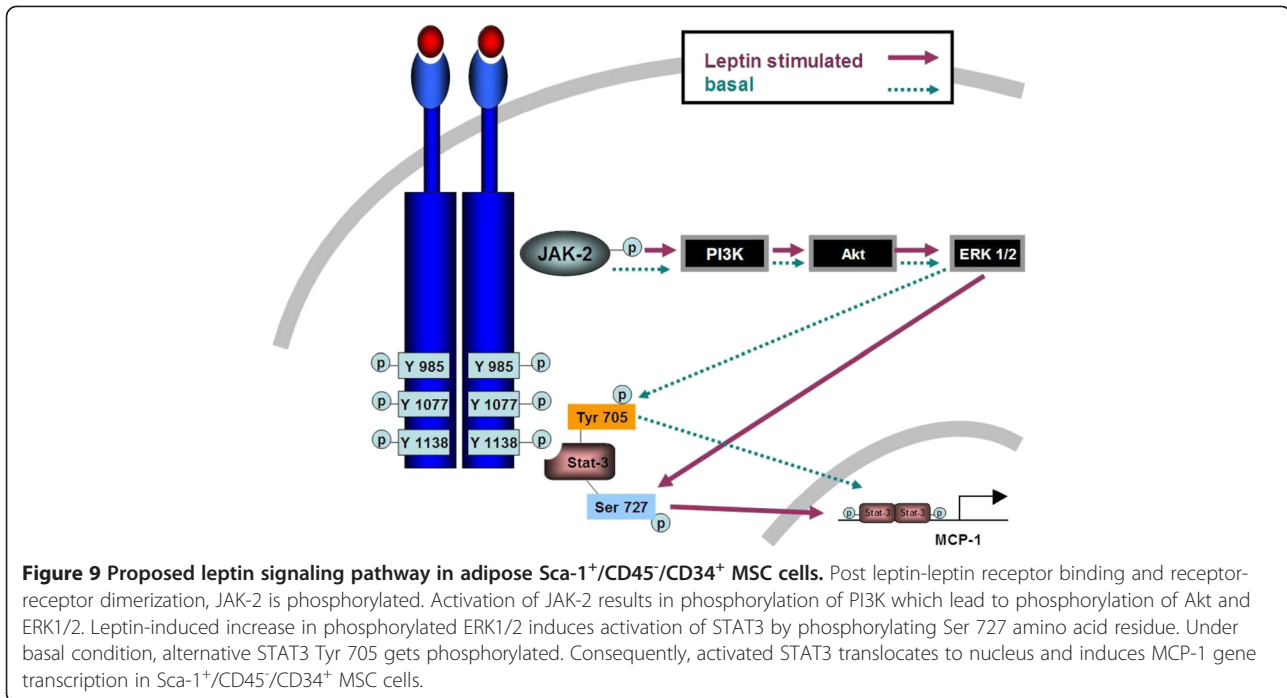 Leptin stimulated
basal
JAK-2
p
PI3K
Akt
ERK 1/2
p Y 985 Y 985 p
p Y 1077 Y 1077 p
p Y 1138 Y 1138 p
p
Tyr 705
Stat-3
Ser 727
p
p Stat-3 Stat-3 p
MCP-1
Figure 9 Proposed leptin signaling pathway in adipose Sca-1⁺/CD45⁻/CD34⁺ MSC cells. Post leptin-leptin receptor binding and receptor-
receptor dimerization, JAK-2 is phosphorylated. Activation of JAK-2 results in phosphorylation of PI3K which lead to phosphorylation of Akt and
ERK1/2. Leptin-induced increase in phosphorylated ERK1/2 induces activation of STAT3 by phosphorylating Ser 727 amino acid residue. Under
basal condition, alternative STAT3 Tyr 705 gets phosphorylated. Consequently, activated STAT3 translocates to nucleus and induces MCP-1 gene
transcription in Sca-1⁺/CD45⁻/CD34⁺ MSC cells.